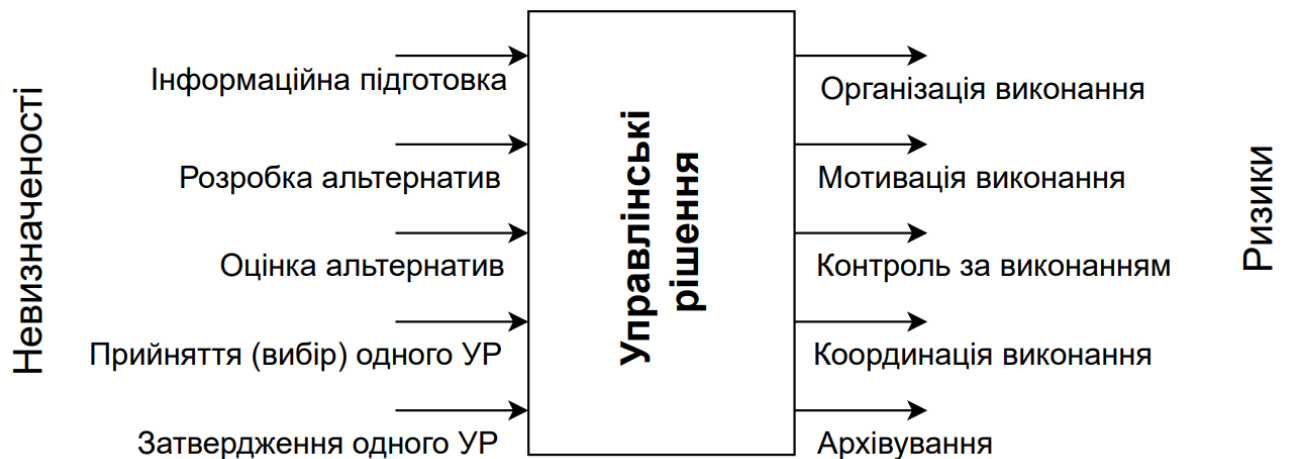 Невизначеності
Інформаційна підготовка
Розробка альтернатив
Оцінка альтернатив
Прийняття (вибір) одного УР
Затвердження одного УР
Управлінські
рішення
Організація виконання
Мотивація виконання
Контроль за виконанням
Координація виконання
Архівування
Ризики